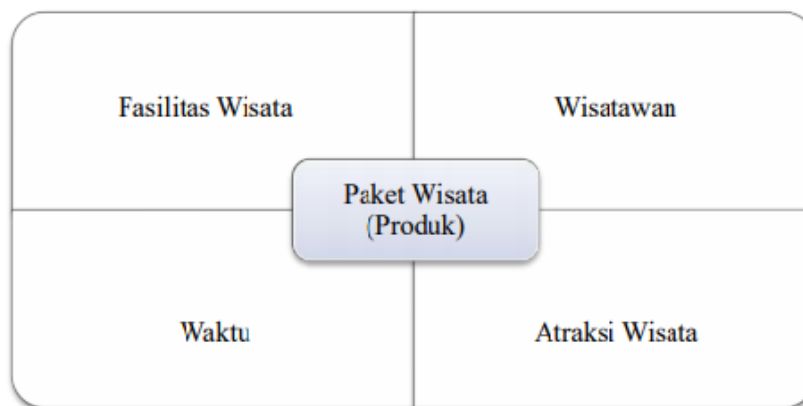 Fasilitas Wisata
Wisatawan
Paket Wisata
(Produk)
Waktu
Atraksi Wisata